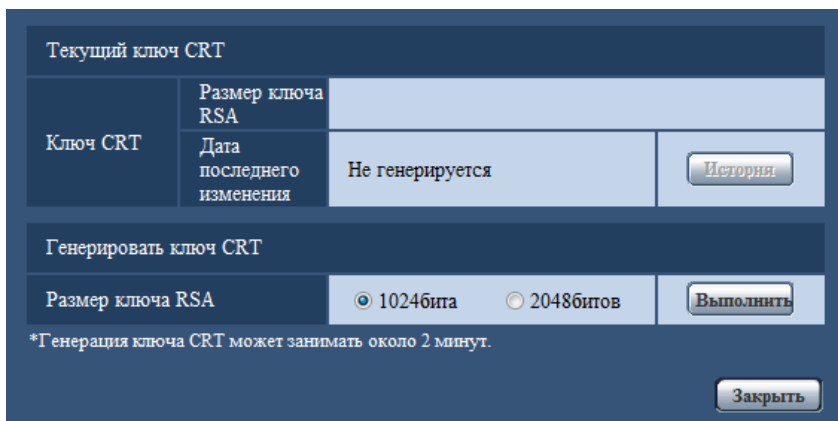 Текущий ключ CRT
Ключ CRT
Размер ключа
RSA
Дата
последнего
изменения
Не генерируется
История
Генерировать ключ CRT
Размер ключа RSA
1024бита
2048битов
Выполнить
*Генерация ключа CRT может занимать около 2 минут.
Закрыть